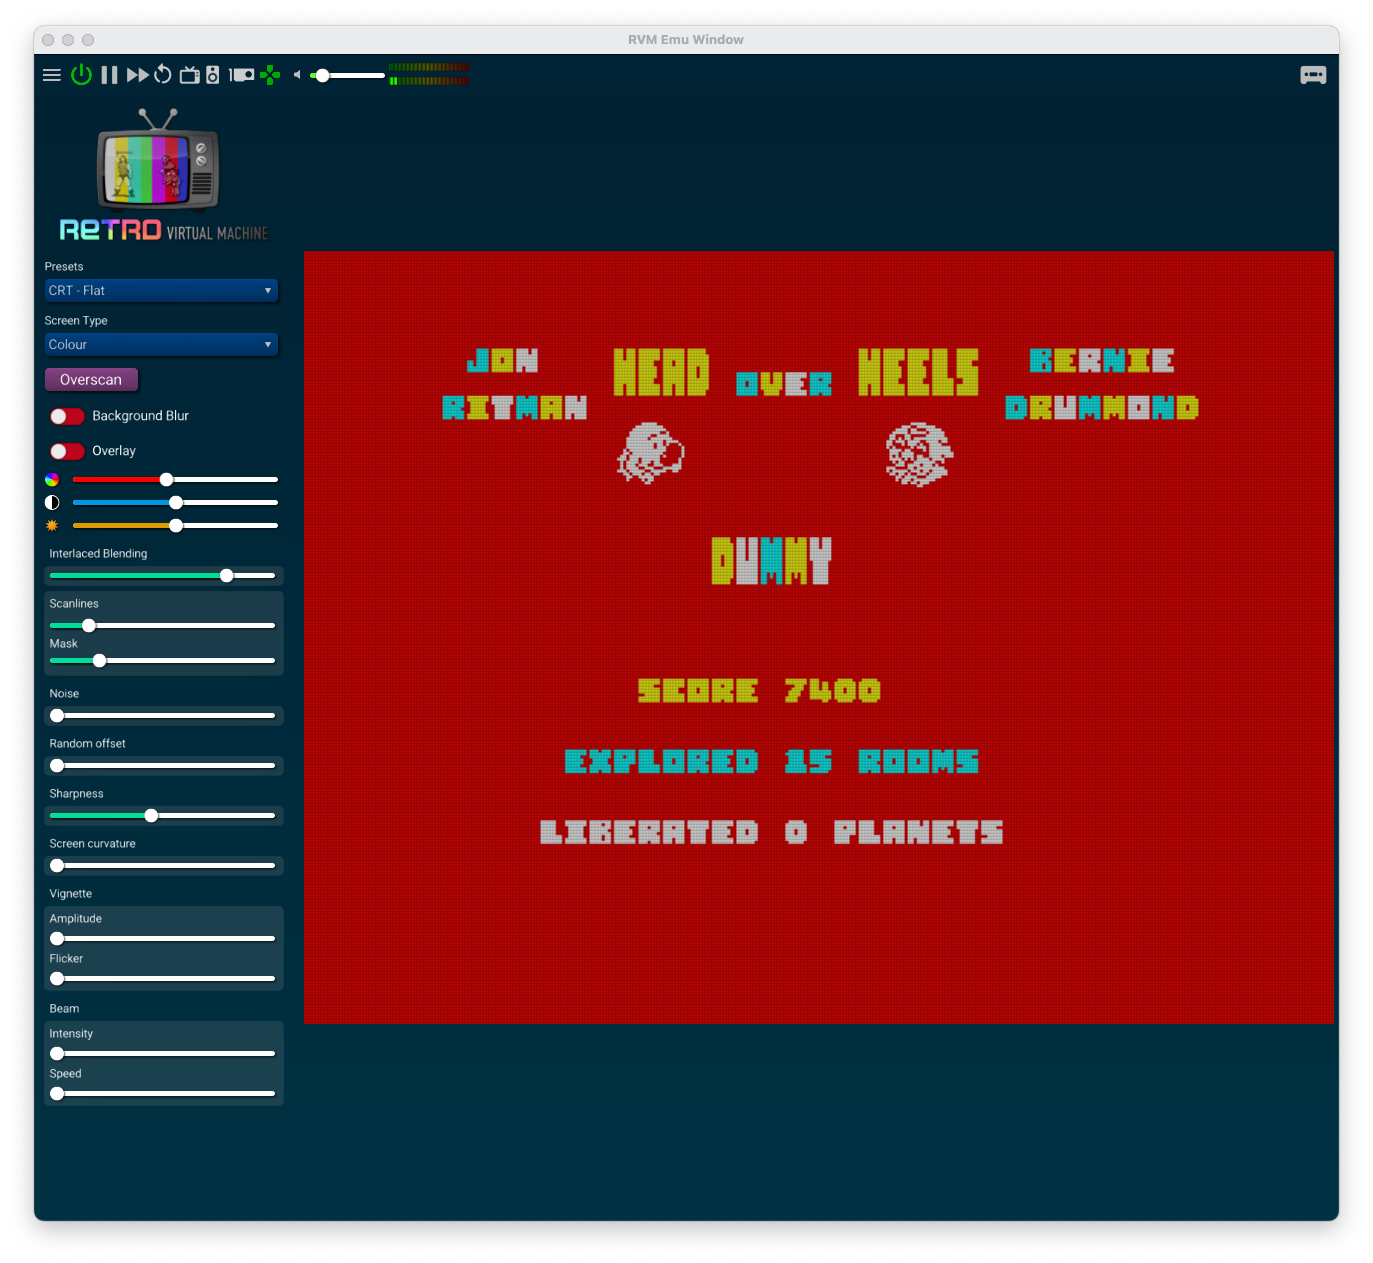 RVM Emu Window
RETRO VIRTUAL MACHINE
Presets
CRT - Flat
Screen Type
Colour
Overscan
Background Blur
Overlay
Interlaced Blending
Scanlines
Mask
Noise
Random offset
Sharpness
Screen curvature
Vignette
Amplitude
Flicker
Beam
Intensity
Speed
JON RITMAN
HEAD OVER HEELS
BERNIE DRUMMOND
DUMMY
SCORE 7400
EXPLORED 15 ROOMS
LIBERATED 0 PLANETS